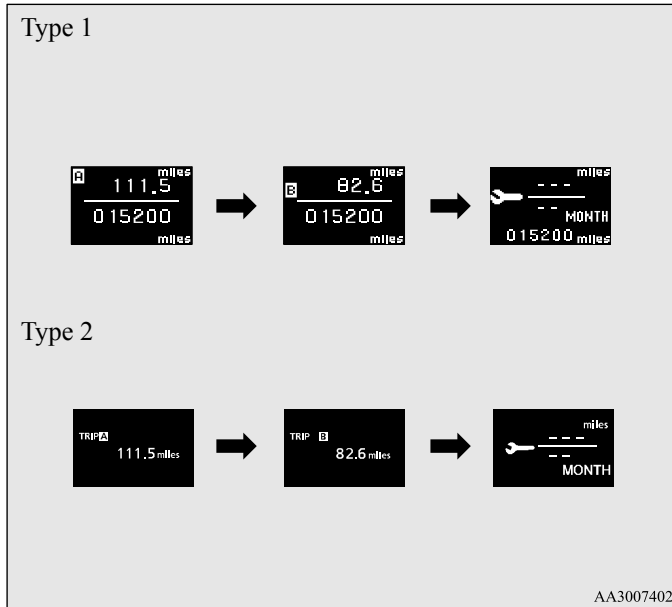 Type 1
A miles
111.5
015200
miles
B miles
82.6
015200
miles
miles
---
--
MONTH
015200 miles
Type 2
TRIP A
111.5 miles
TRIP B
82.6 miles
miles
---
--
MONTH
AA3007402